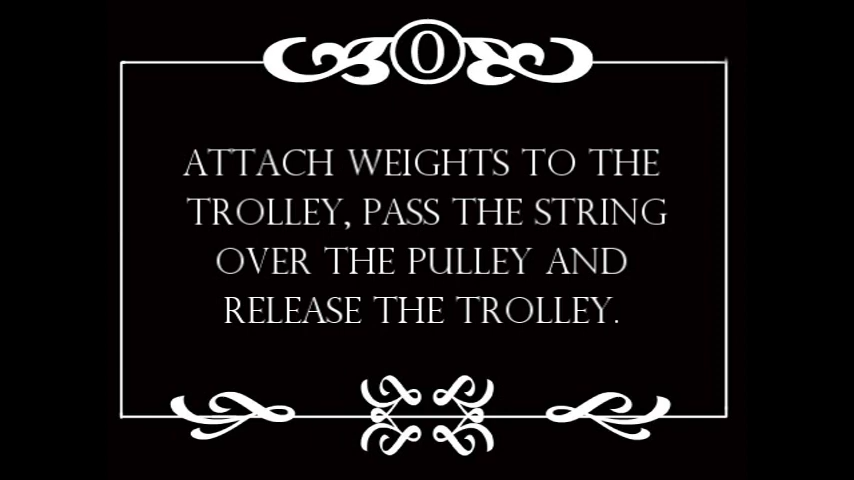 0
ATTACH WEIGHTS TO THE
TROLLEY, PASS THE STRING
OVER THE PULLEY AND
RELEASE THE TROLLEY.